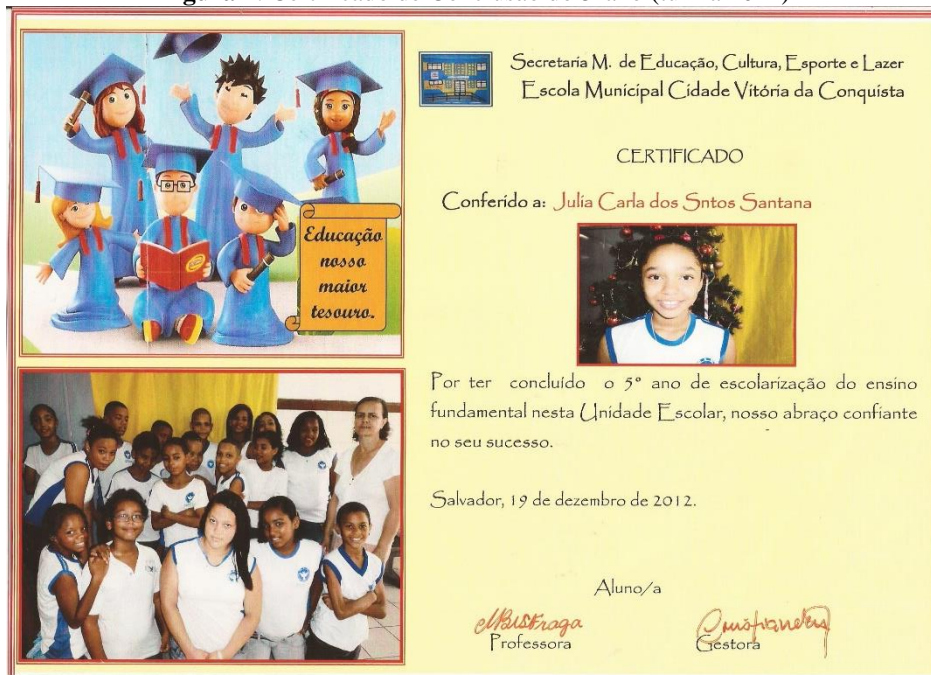 Secretaria M. de Educação, Cultura, Esporte e Lazer
Escola Municipal Cidade Vitória da Conquista
CERTIFICADO
Conferido a: Julia Carla dos Sntos Santana
Educação
nosso
maior
tesouro.
Por ter concluído o 5º ano de escolarização do ensino
fundamental nesta Unidade Escolar, nosso abraço confiante
no seu sucesso.
Salvador, 19 de dezembro de 2012.
Aluno/a
Professora
Gestora